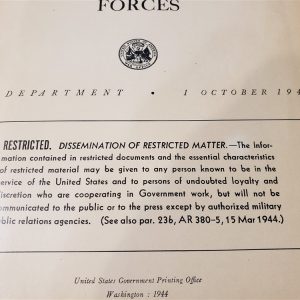 FORCES
DEPARTMENT • 1 OCTOBER 194
RESTRICTED. DISSEMINATION OF RESTRICTED MATTER.—The infor-
mation contained in restricted documents and the essential characteristics
of restricted material may be given to any person known to be in the
ervice of the United States and to persons of undoubted loyalty and
iscretion who are cooperating in Government work, but will not be
ommunicated to the public or to the press except by authorized military
blic relations agencies. (See also par. 23b, AR 380-5, 15 Mar 1944.)
United States Government Printing Office
Washington : 1944